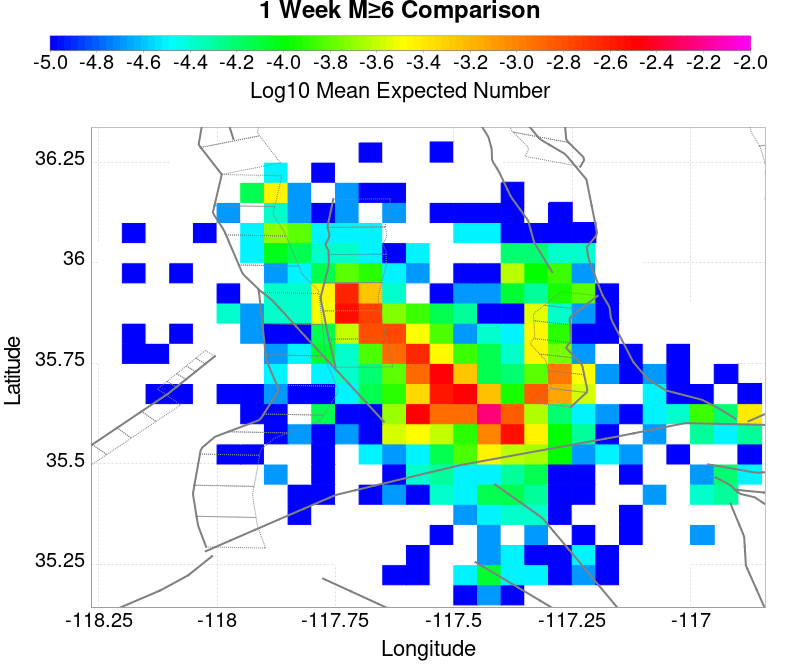 1 Week M≥6 Comparison
-5.0 -4.8 -4.6 -4.4 -4.2 -4.0 -3.8 -3.6 -3.4 -3.2 -3.0 -2.8 -2.6 -2.4 -2.2 -2.0
Log10 Mean Expected Number
36.25
36
35.75
35.5
35.25
Latitude
-118.25 -118 -117.75 -117.5 -117.25 -117
Longitude